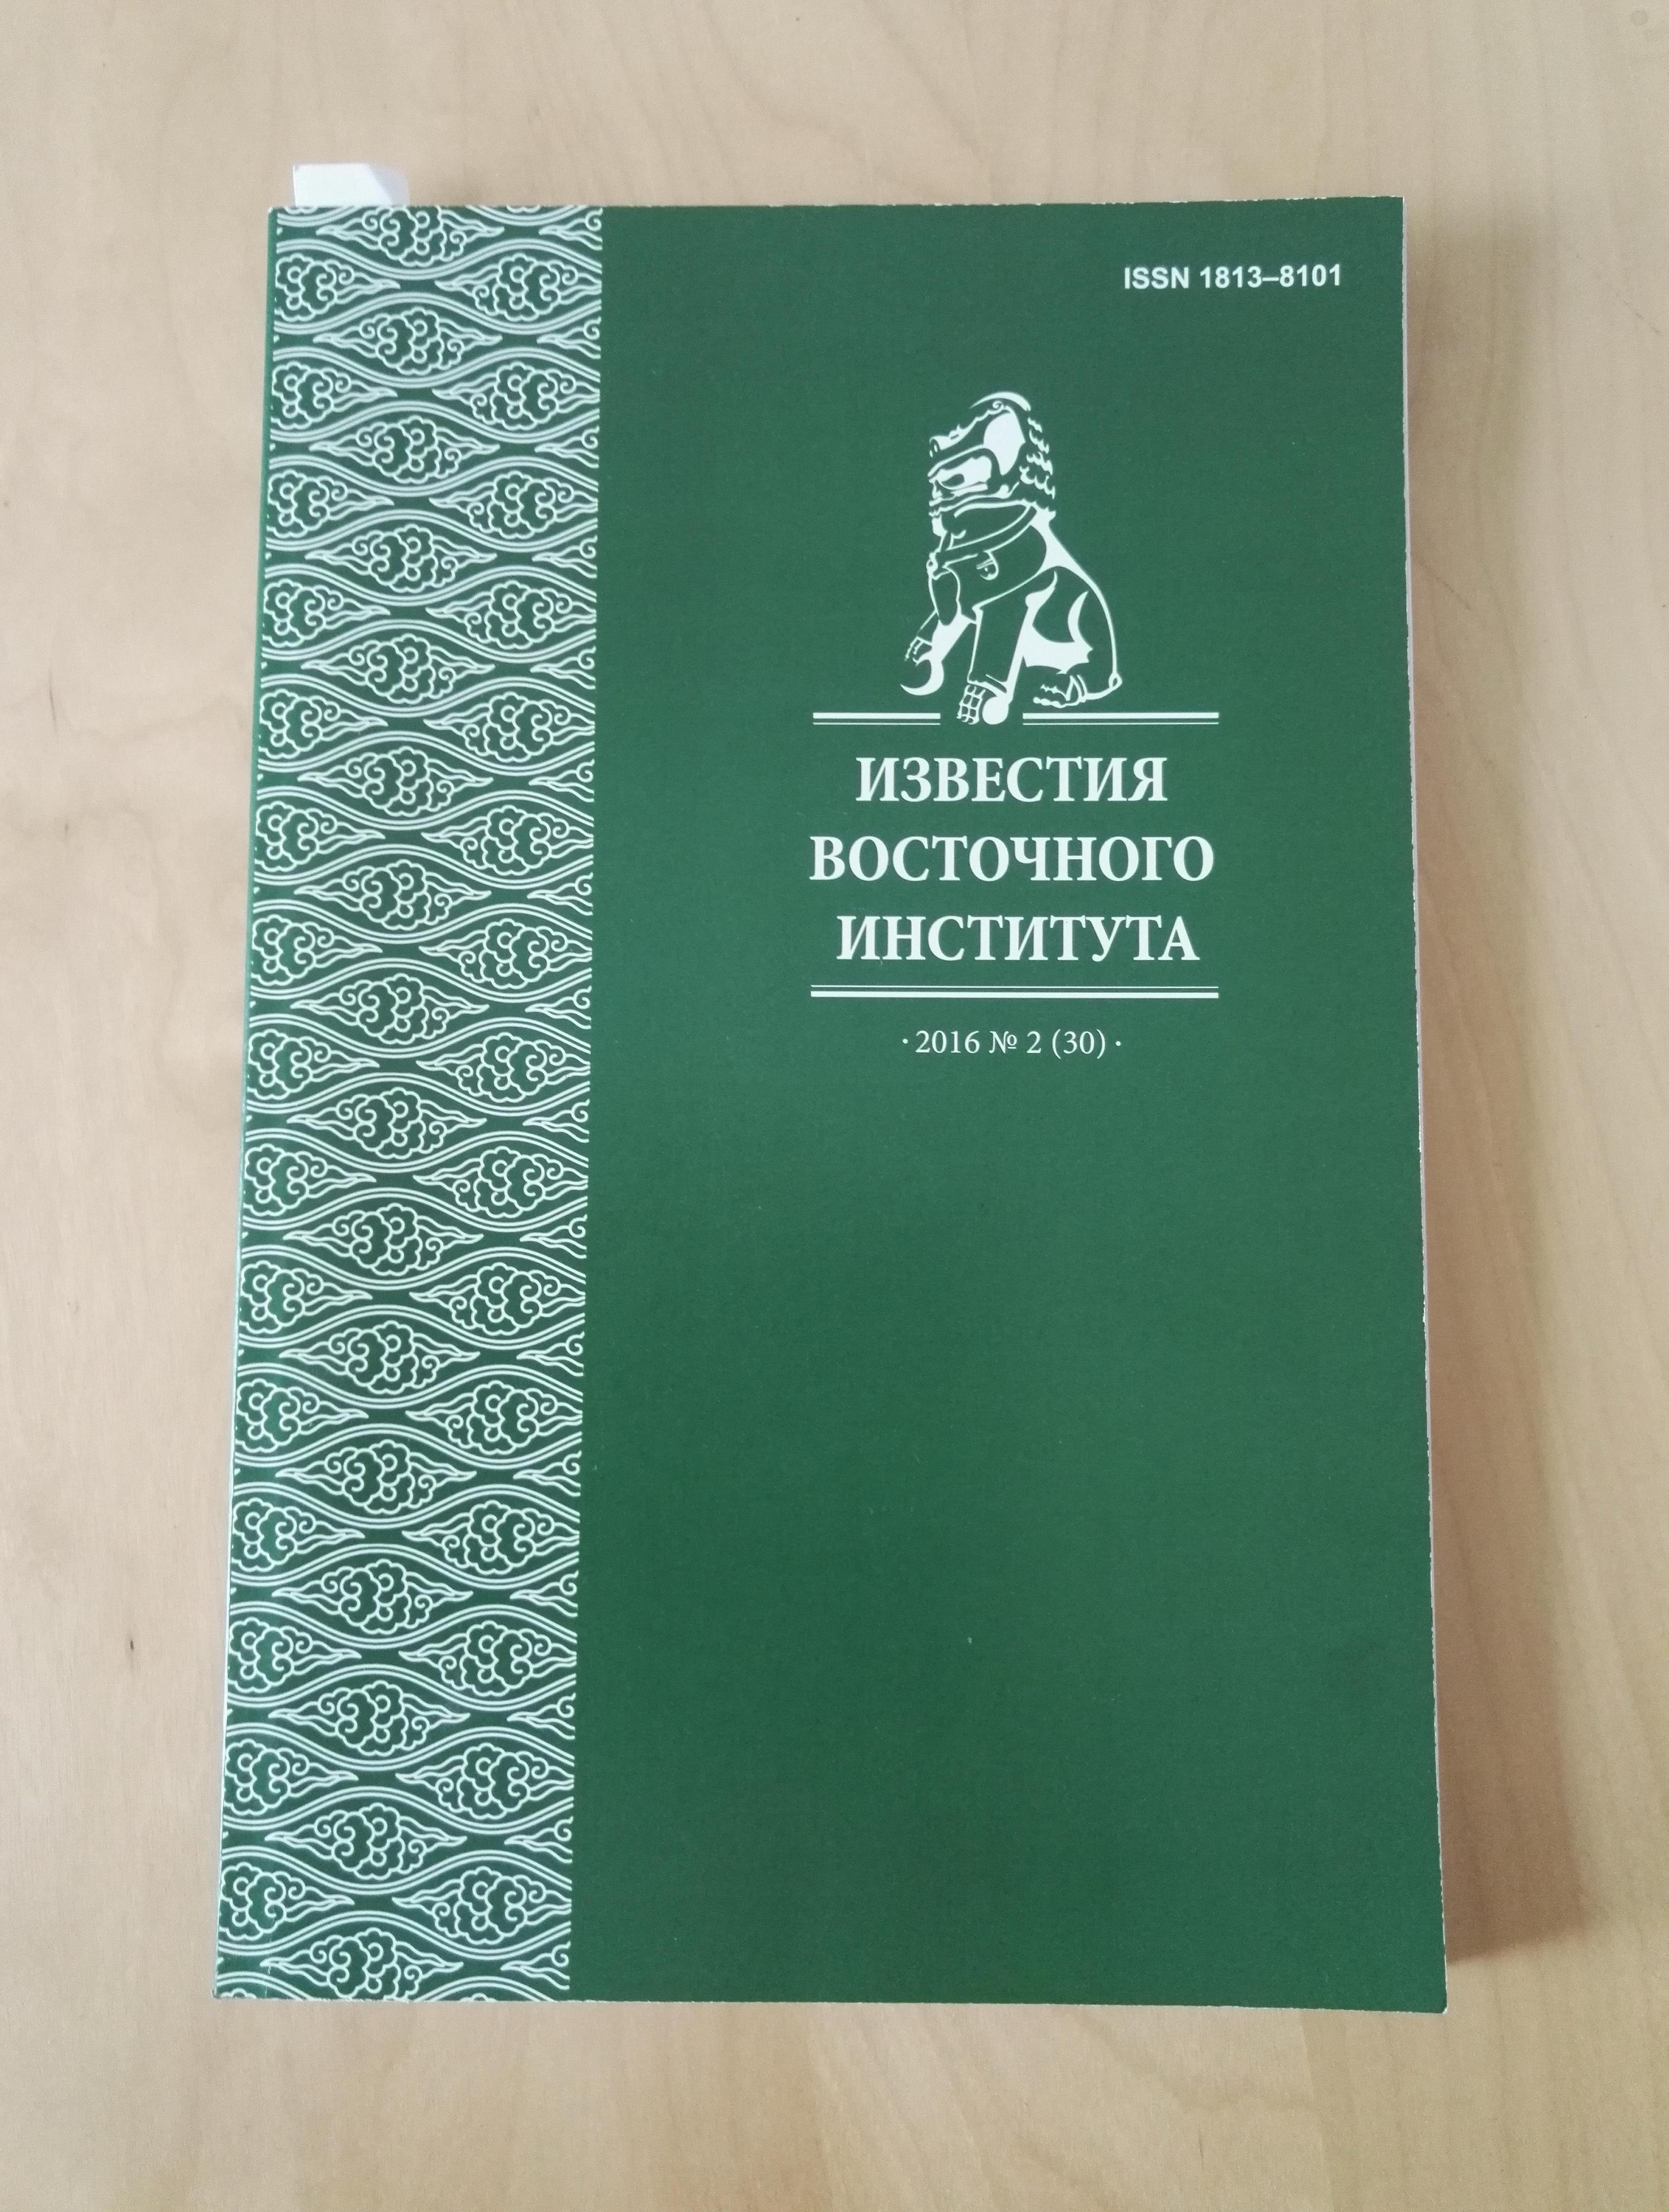 ISSN 1813–8101
ИЗВЕСТИЯ
ВОСТОЧНОГО
ИНСТИТУТА
· 2016 № 2 (30) ·